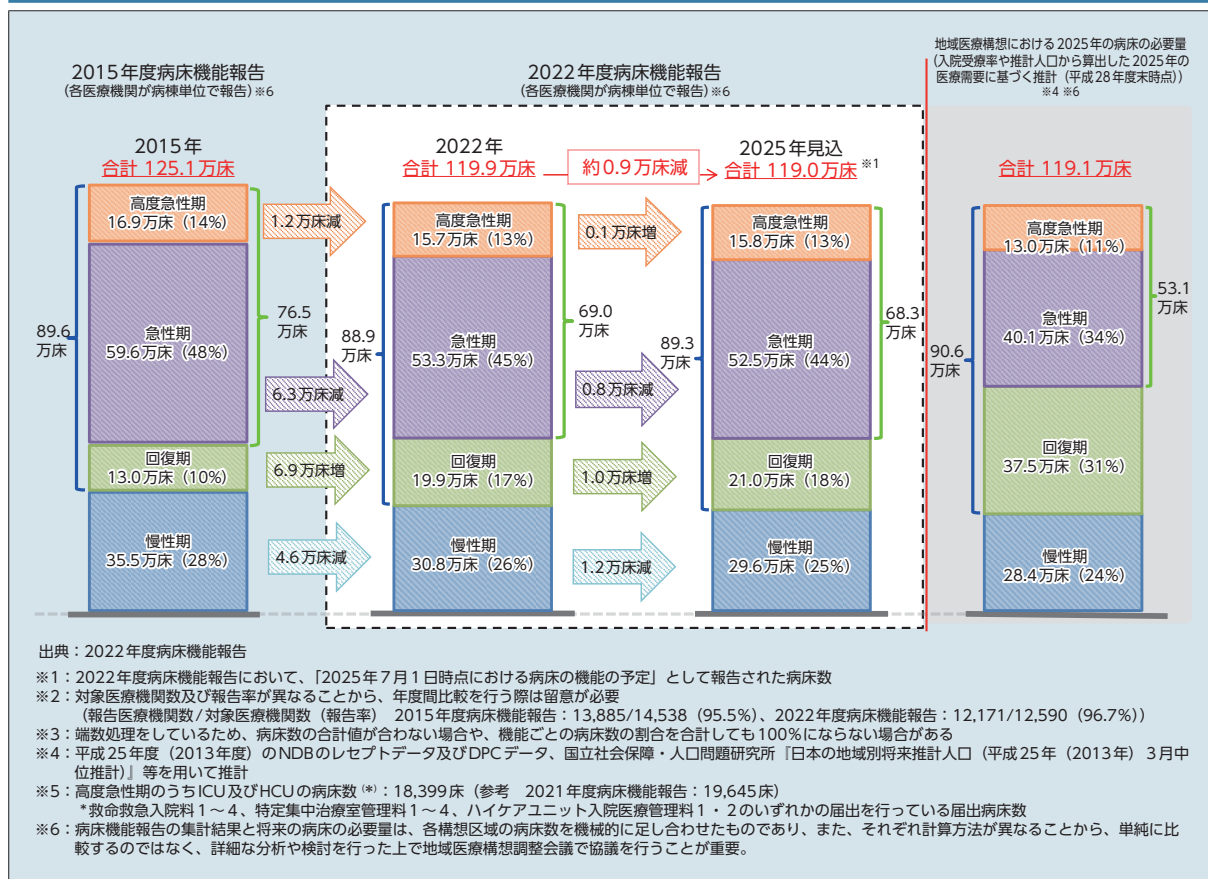 2015年度病床機能報告
(各医療機関が病棟単位で報告)※6
2022年度病床機能報告
(各医療機関が病棟単位で報告)※6
地域医療構想における2025年の病床の必要量
(入院受療率や推計人口から算出した2025年の
医療需要に基づく推計(平成28年度末時点))
※4 ※6
2015年
合計 125.1万床
2022年
合計 119.9万床
約0.9万床減
2025年見込
合計 119.0万床
※1
合計 119.1万床
高度急性期
16.9万床(14%)
急性期
59.6万床(48%)
回復期
13.0万床(10%)
慢性期
35.5万床(28%)
89.6
万床
76.5
万床
1.2万床減
6.3万床減
6.9万床増
4.6万床減
88.9
万床
高度急性期
15.7万床(13%)
急性期
53.3万床(45%)
回復期
19.9万床(17%)
慢性期
30.8万床(26%)
69.0
万床
0.1万床増
0.8万床減
1.0万床増
1.2万床減
89.3
万床
高度急性期
15.8万床(13%)
急性期
52.5万床(44%)
回復期
21.0万床(18%)
慢性期
29.6万床(25%)
68.3
万床
90.6
万床
高度急性期
13.0万床(11%)
急性期
40.1万床(34%)
回復期
37.5万床(31%)
慢性期
28.4万床(24%)
53.1
万床
出典:2022年度病床機能報告
※1:2022年度病床機能報告において、「2025年7月1日時点における病床の機能の予定」として報告された病床数
※2:対象医療機関数及び報告率が異なることから、年度間比較を行う際は留意が必要
(報告医療機関数/対象医療機関数(報告率) 2015年度病床機能報告:13,885/14,538(95.5%)、2022年度病床機能報告:12,171/12,590(96.7%))
※3:端数処理をしているため、病床数の合計値が合わない場合や、機能ごとの病床数の割合を合計しても100%にならない場合がある
※4:平成25年度(2013年度)のNDBのレセプトデータ及びDPCデータ、国立社会保障・人口問題研究所『日本の地域別将来推計人口(平成25年(2013年)3月中
位推計)』等を用いて推計
※5:高度急性期のうちICU及びHCUの病床数(*):18,399床(参考 2021年度病床機能報告:19,645床)
*救命救急入院料1~4、特定集中治療室管理料1~4、ハイケアユニット入院医療管理料1・2のいずれかの届出を行っている届出病床数
※6:病床機能報告の集計結果と将来の病床の必要量は、各構想区域の病床数を機械的に足し合わせたものであり、また、それぞれ計算方法が異なることから、単純に比
較するのではなく、詳細な分析や検討を行った上で地域医療構想調整会議で協議を行うことが重要。